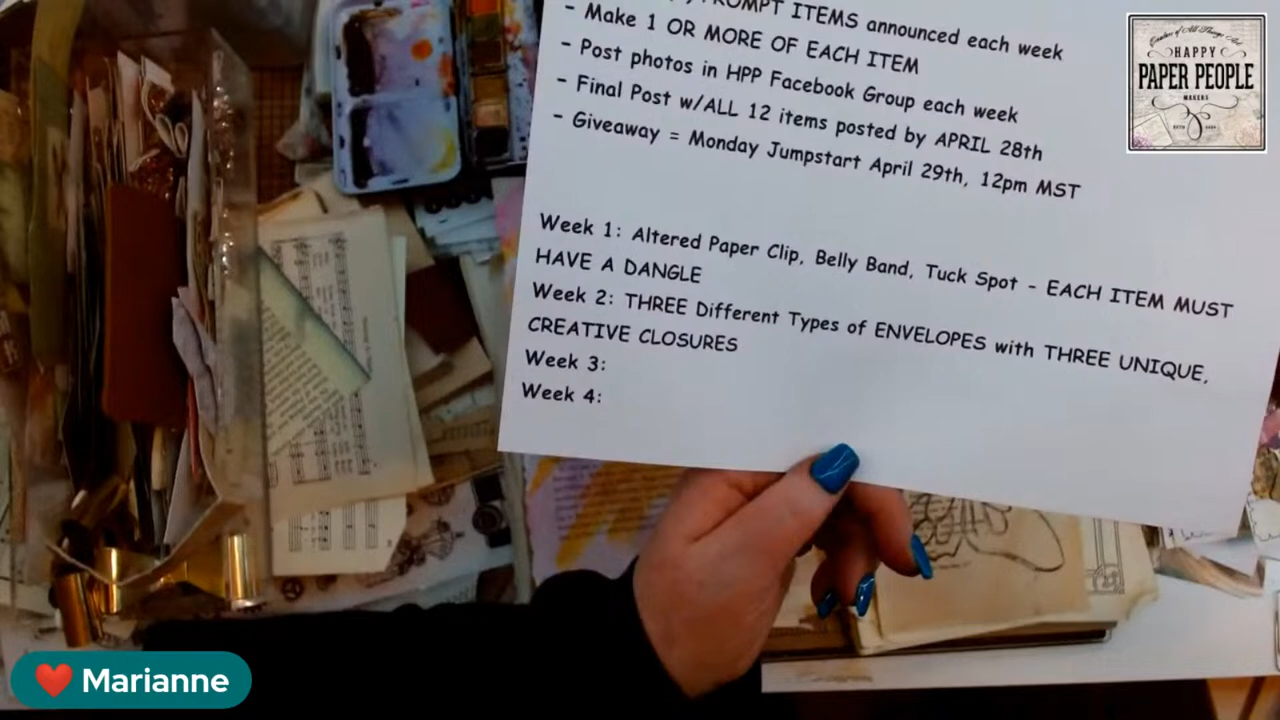 PROMPT ITEMS announced each week
- Make 1 OR MORE OF EACH ITEM
- Post photos in HPP Facebook Group each week
- Final Post w/ALL 12 items posted by APRIL 28th
- Giveaway = Monday Jumpstart April 29th, 12pm MST
Week 1: Altered Paper Clip, Belly Band, Tuck Spot - EACH ITEM MUST
HAVE A DANGLE
Week 2: THREE Different Types of ENVELOPES with THREE UNIQUE,
CREATIVE CLOSURES
Week 3:
Week 4:
HAPPY
PAPER PEOPLE
MAKERS
❤️ Marianne